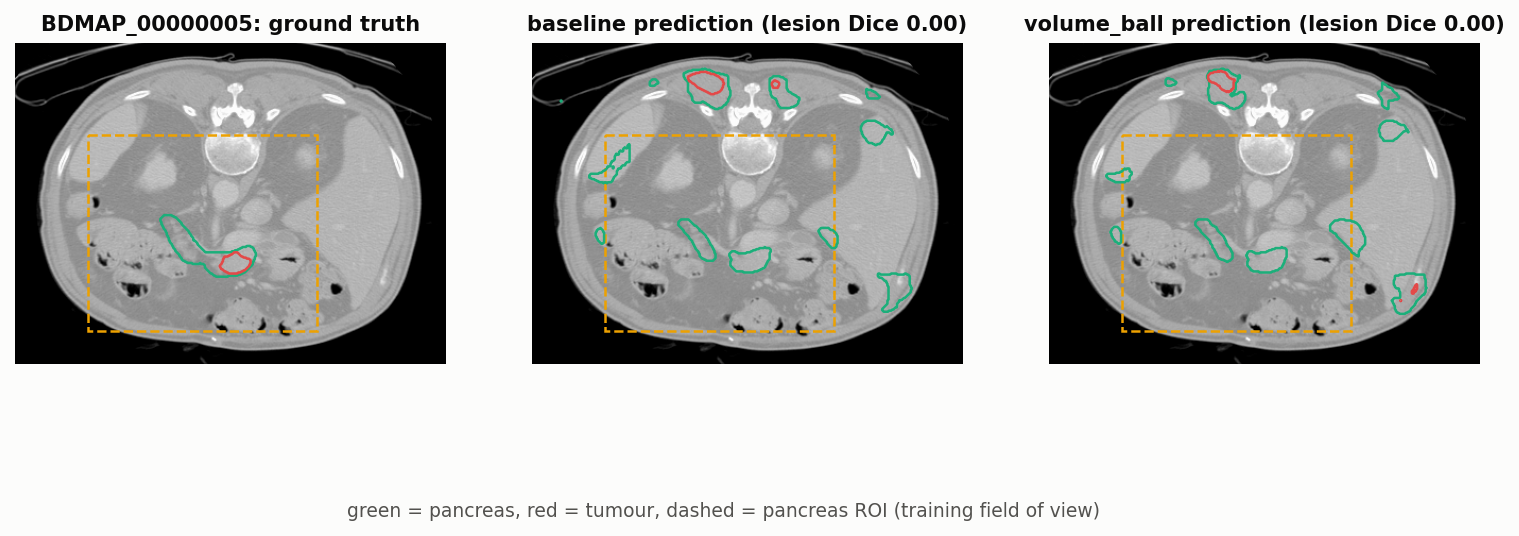 BDMAP_00000005: ground truth
baseline prediction (lesion Dice 0.00)
volume_ball prediction (lesion Dice 0.00)
green = pancreas, red = tumour, dashed = pancreas ROI (training field of view)